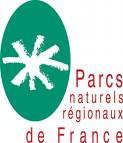 Parcs
naturels
régionaux
de France